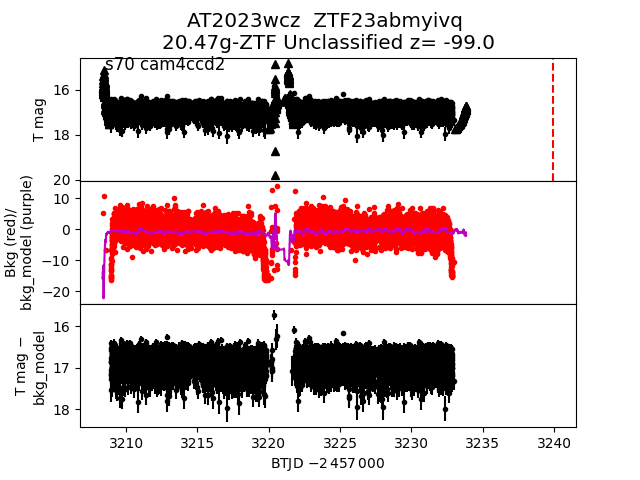 AT2023wcz  ZTF23abmyivq
20.47g-ZTF Unclassified z= -99.0
s70 cam4ccd2
T mag
16
18
20
Bkg (red)/
bkg_model (purple)
10
0
−10
−20
T mag −
bkg_model
16
17
18
3210 3215 3220 3225 3230 3235 3240
BTJD −2 457 000